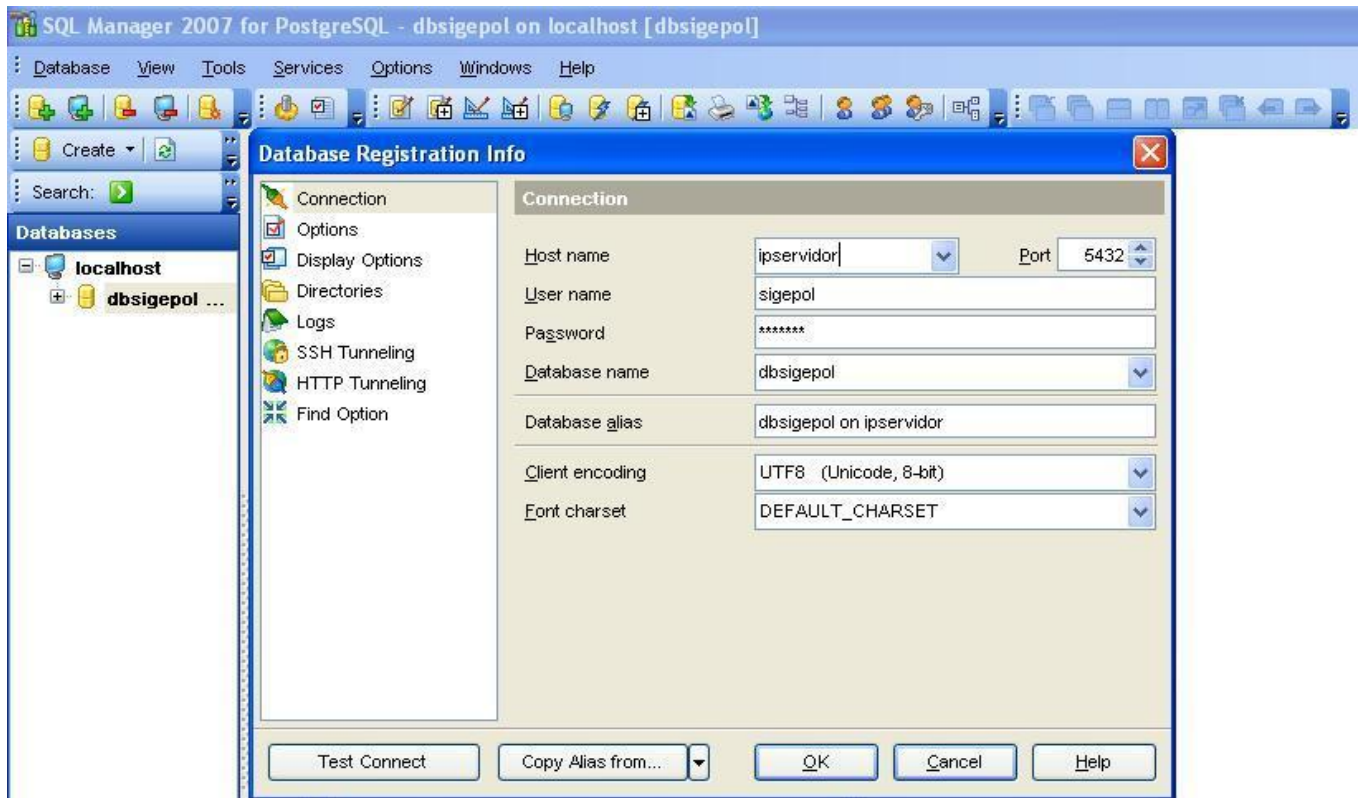 SQL Manager 2007 for PostgreSQL - dbsigepol on localhost [dbsigepol]
Database View Tools Services Options Windows Help
Create
Search:
Databases
localhost
dbsigepol ...
Database Registration Info
Connection
Options
Display Options
Directories
Logs
SSH Tunneling
HTTP Tunneling
Find Option
Connection
Host name ipservidor Port 5432
User name sigepol
Password *******
Database name dbsigepol
Database alias dbsigepol on ipservidor
Client encoding UTF8 (Unicode, 8-bit)
Font charset DEFAULT_CHARSET
Test Connect Copy Alias from... OK Cancel Help